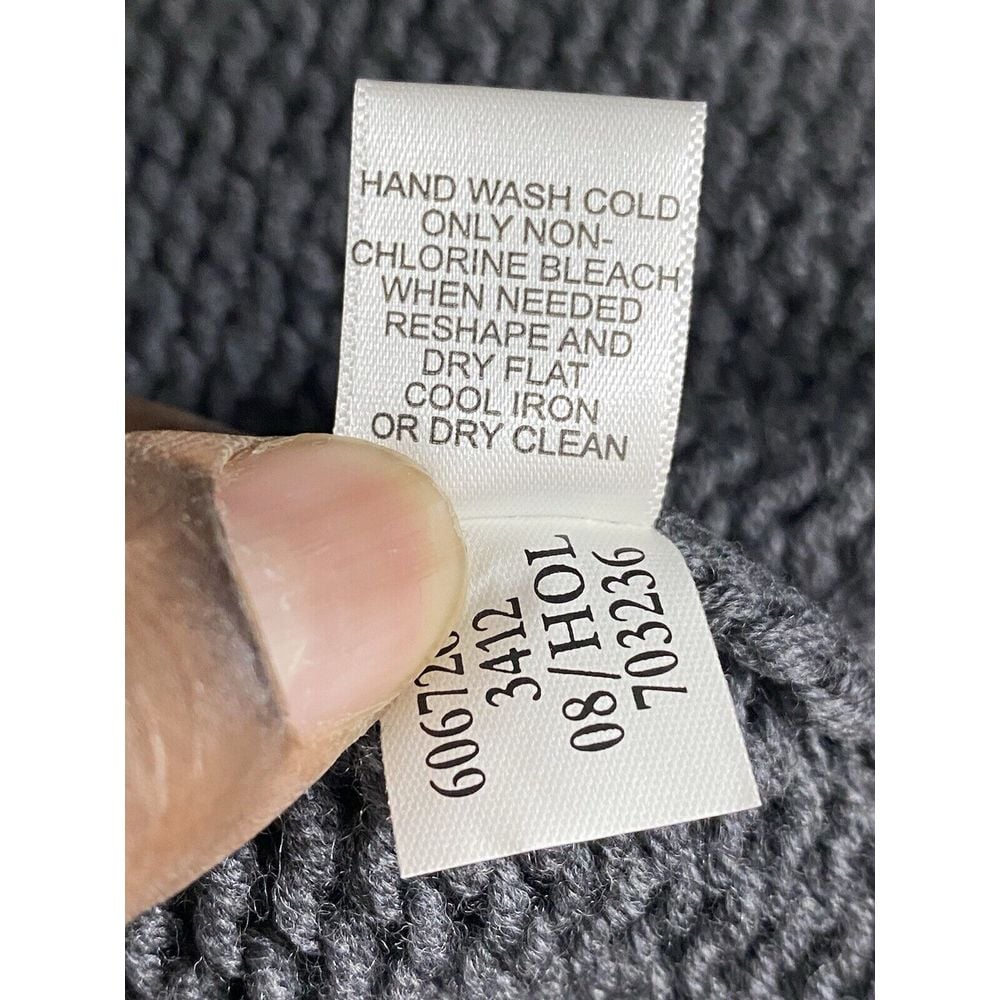 HAND WASH COLD
ONLY NON-
CHLORINE BLEACH
WHEN NEEDED
RESHAPE AND
DRY FLAT
COOL IRON
OR DRY CLEAN
3412
08/HOL
703236